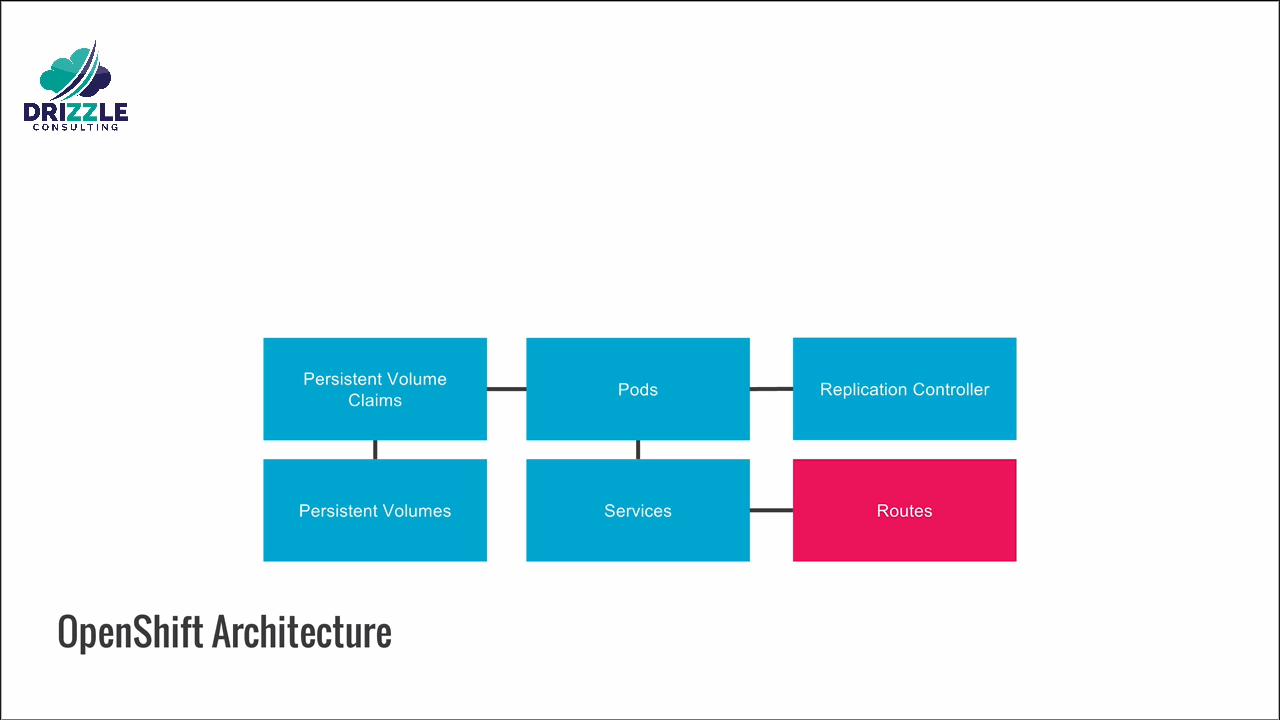 DRIZZLE
CONSULTING
Persistent Volume
Claims
Pods
Replication Controller
Persistent Volumes
Services
Routes
OpenShift Architecture